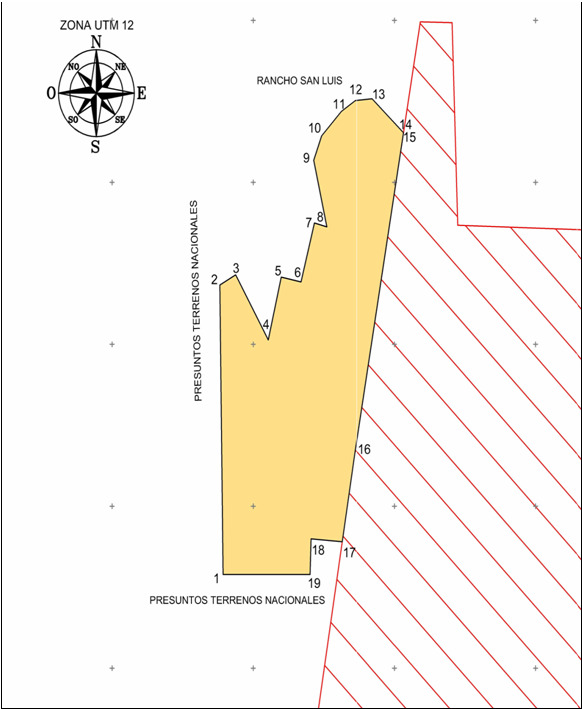 ZONA UTM 12
N
NO
NE
O
E
SO
SE
S
RANCHO SAN LUIS
12
13
11
10
14
15
9
7
8
PRESUNTOS TERRENOS NACIONALES
2
3
5
6
4
16
18
17
1
19
PRESUNTOS TERRENOS NACIONALES